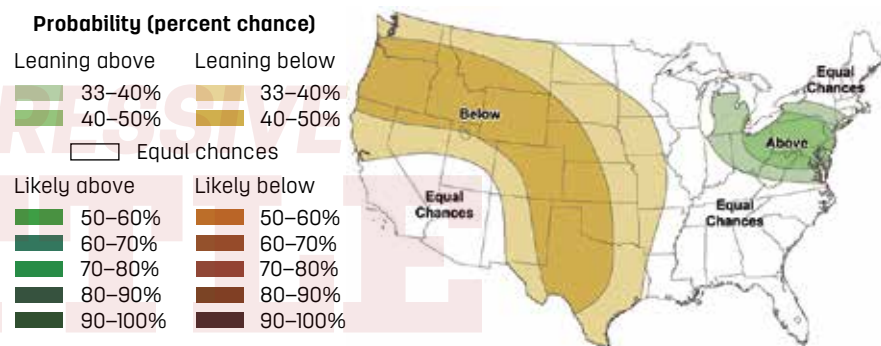 Probability (percent chance)
Leaning above
33–40%
40–50%
Leaning below
33–40%
40–50%
Equal chances
Likely above
50–60%
60–70%
70–80%
80–90%
90–100%
Likely below
50–60%
60–70%
70–80%
80–90%
90–100%
Below
Equal
Chances
Equal
Chances
Above
Equal
Chances